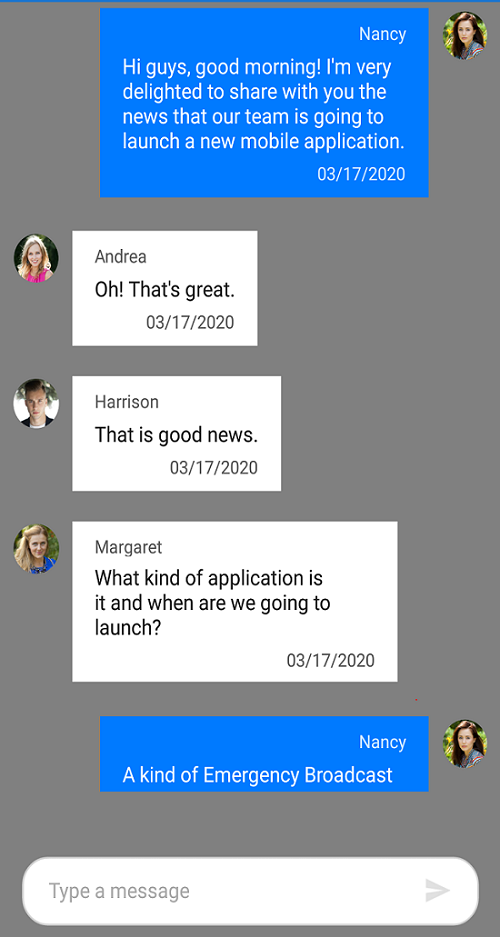 Nancy
Hi guys, good morning! I'm very
delighted to share with you the
news that our team is going to
launch a new mobile application.
03/17/2020
Andrea
Oh! That's great.
03/17/2020
Harrison
That is good news.
03/17/2020
Margaret
What kind of application is
it and when are we going to
launch?
03/17/2020
Nancy
A kind of Emergency Broadcast
Type a message